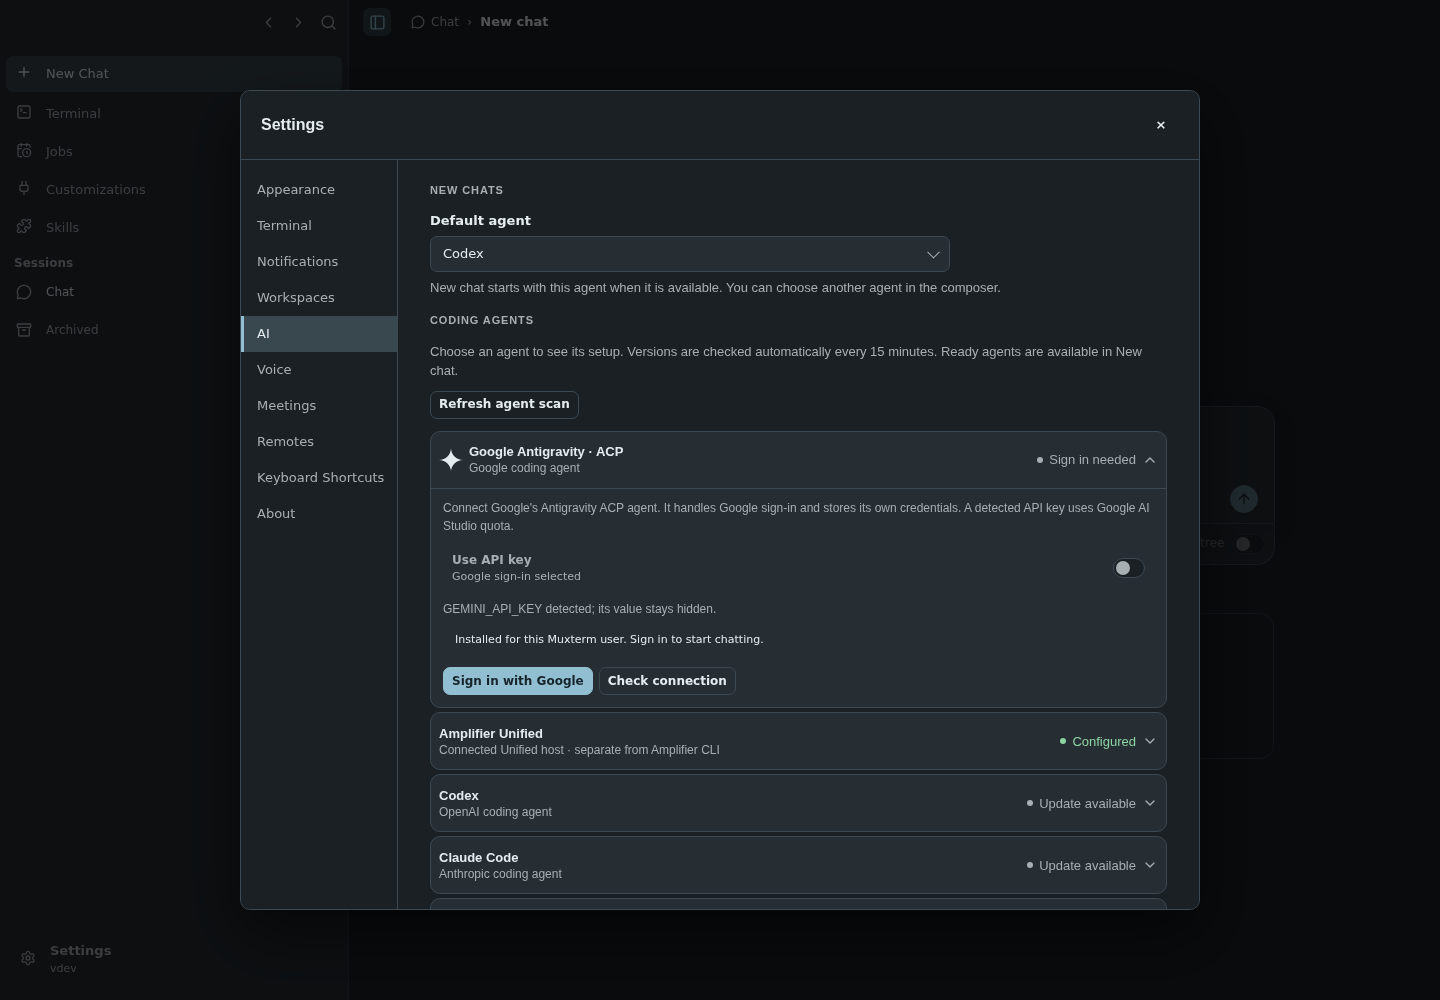 Chat › New chat
New Chat
Terminal
Jobs
Customizations
Skills
Sessions
Chat
Archived
Settings
vdev
Settings
×
Appearance
Terminal
Notifications
Workspaces
AI
Voice
Meetings
Remotes
Keyboard Shortcuts
About
NEW CHATS
Default agent
Codex
New chat starts with this agent when it is available. You can choose another agent in the composer.
CODING AGENTS
Choose an agent to see its setup. Versions are checked automatically every 15 minutes. Ready agents are available in New
chat.
Refresh agent scan
Google Antigravity · ACP
Google coding agent
Sign in needed
Connect Google's Antigravity ACP agent. It handles Google sign-in and stores its own credentials. A detected API key uses Google AI
Studio quota.
Use API key
Google sign-in selected
GEMINI_API_KEY detected; its value stays hidden.
Installed for this Muxterm user. Sign in to start chatting.
Sign in with Google
Check connection
Amplifier Unified
Connected Unified host · separate from Amplifier CLI
Configured
Codex
OpenAI coding agent
Update available
Claude Code
Anthropic coding agent
Update available
tree